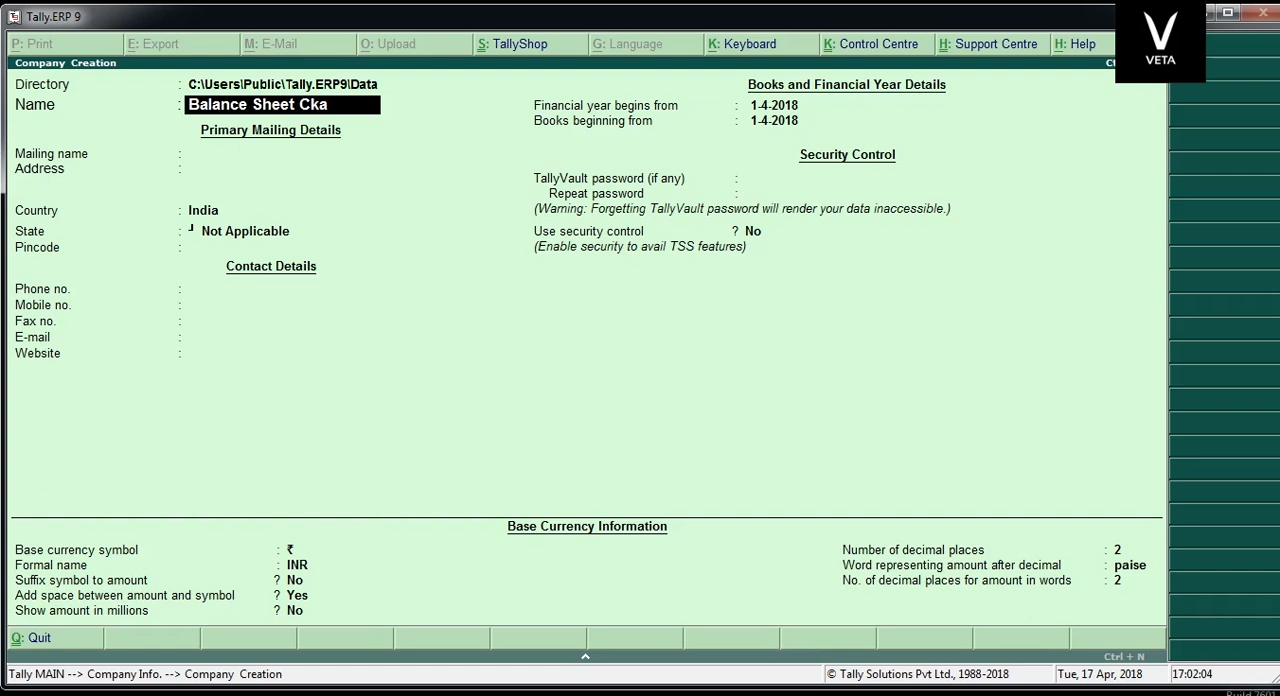 Tally.ERP 9
P: Print E: Export M: E-Mail O: Upload S: TallyShop G: Language K: Keyboard K: Control Centre H: Support Centre H: Help
VETA
Company Creation
Directory : C:\Users\Public\Tally.ERP9\Data
Name : Balance Sheet Cka
Primary Mailing Details
Mailing name :
Address :
Country : India
State : ┘ Not Applicable
Pincode :
Contact Details
Phone no. :
Mobile no. :
Fax no. :
E-mail :
Website :
Books and Financial Year Details
Financial year begins from : 1-4-2018
Books beginning from : 1-4-2018
Security Control
TallyVault password (if any) :
Repeat password :
(Warning: Forgetting TallyVault password will render your data inaccessible.)
Use security control ? No
(Enable security to avail TSS features)
Base Currency Information
Base currency symbol : ₹
Formal name : INR
Suffix symbol to amount ? No
Add space between amount and symbol ? Yes
Show amount in millions ? No
Number of decimal places : 2
Word representing amount after decimal : paise
No. of decimal places for amount in words : 2
Q: Quit
Ctrl + N
Tally MAIN --> Company Info. --> Company Creation © Tally Solutions Pvt Ltd., 1988-2018 Tue, 17 Apr, 2018 17:02:04